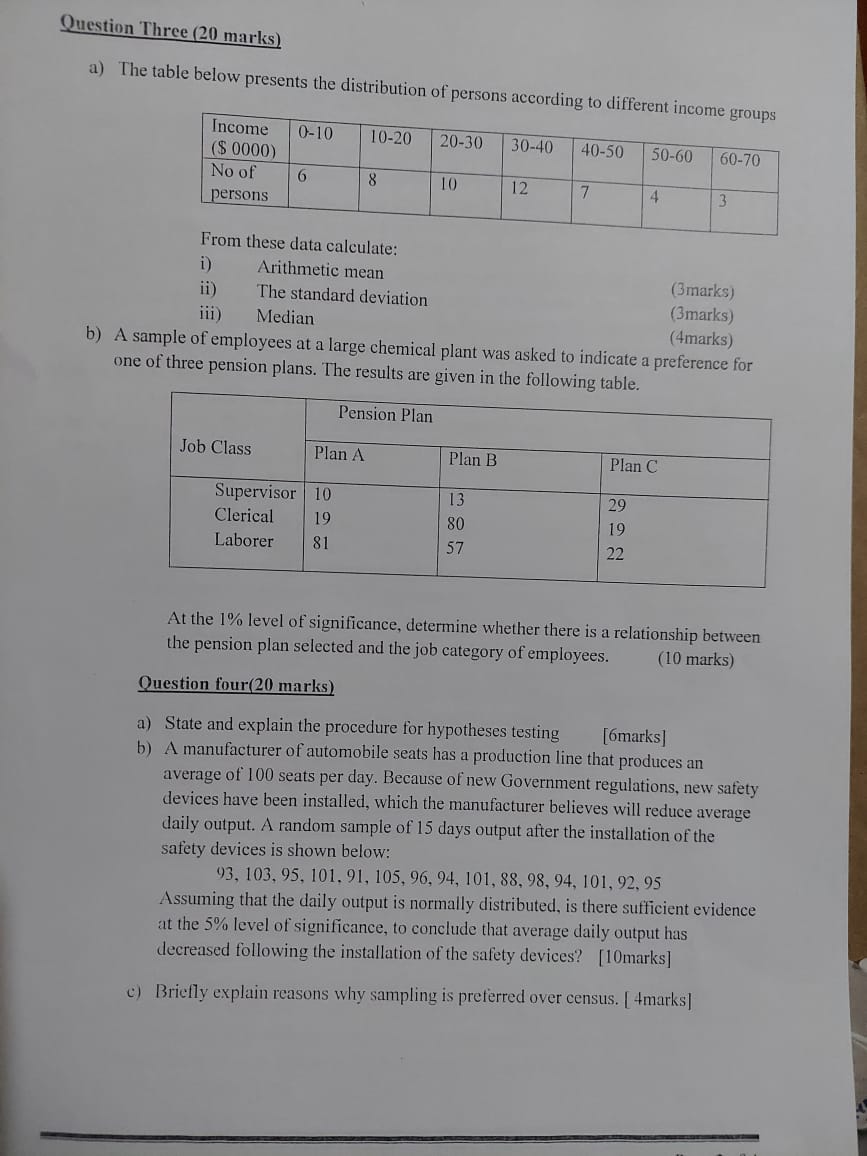 Question Three (20 marks)
a) The table below presents the distribution of persons according to different income groups
Income ($ 0000) 0-10 10-20 20-30 30-40 40-50 50-60 60-70
No of persons 6 8 10 12 7 4 3
From these data calculate:
i) Arithmetic mean (3marks)
ii) The standard deviation (3marks)
iii) Median (4marks)
b) A sample of employees at a large chemical plant was asked to indicate a preference for
one of three pension plans. The results are given in the following table.
Pension Plan
Job Class Plan A Plan B Plan C
Supervisor 10 13 29
Clerical 19 80 19
Laborer 81 57 22
At the 1% level of significance, determine whether there is a relationship between
the pension plan selected and the job category of employees. (10 marks)
Question four(20 marks)
a) State and explain the procedure for hypotheses testing [6marks]
b) A manufacturer of automobile seats has a production line that produces an
average of 100 seats per day. Because of new Government regulations, new safety
devices have been installed, which the manufacturer believes will reduce average
daily output. A random sample of 15 days output after the installation of the
safety devices is shown below:
93, 103, 95, 101, 91, 105, 96, 94, 101, 88, 98, 94, 101, 92, 95
Assuming that the daily output is normally distributed, is there sufficient evidence
at the 5% level of significance, to conclude that average daily output has
decreased following the installation of the safety devices? [10marks]
c) Briefly explain reasons why sampling is preferred over census. [ 4marks]